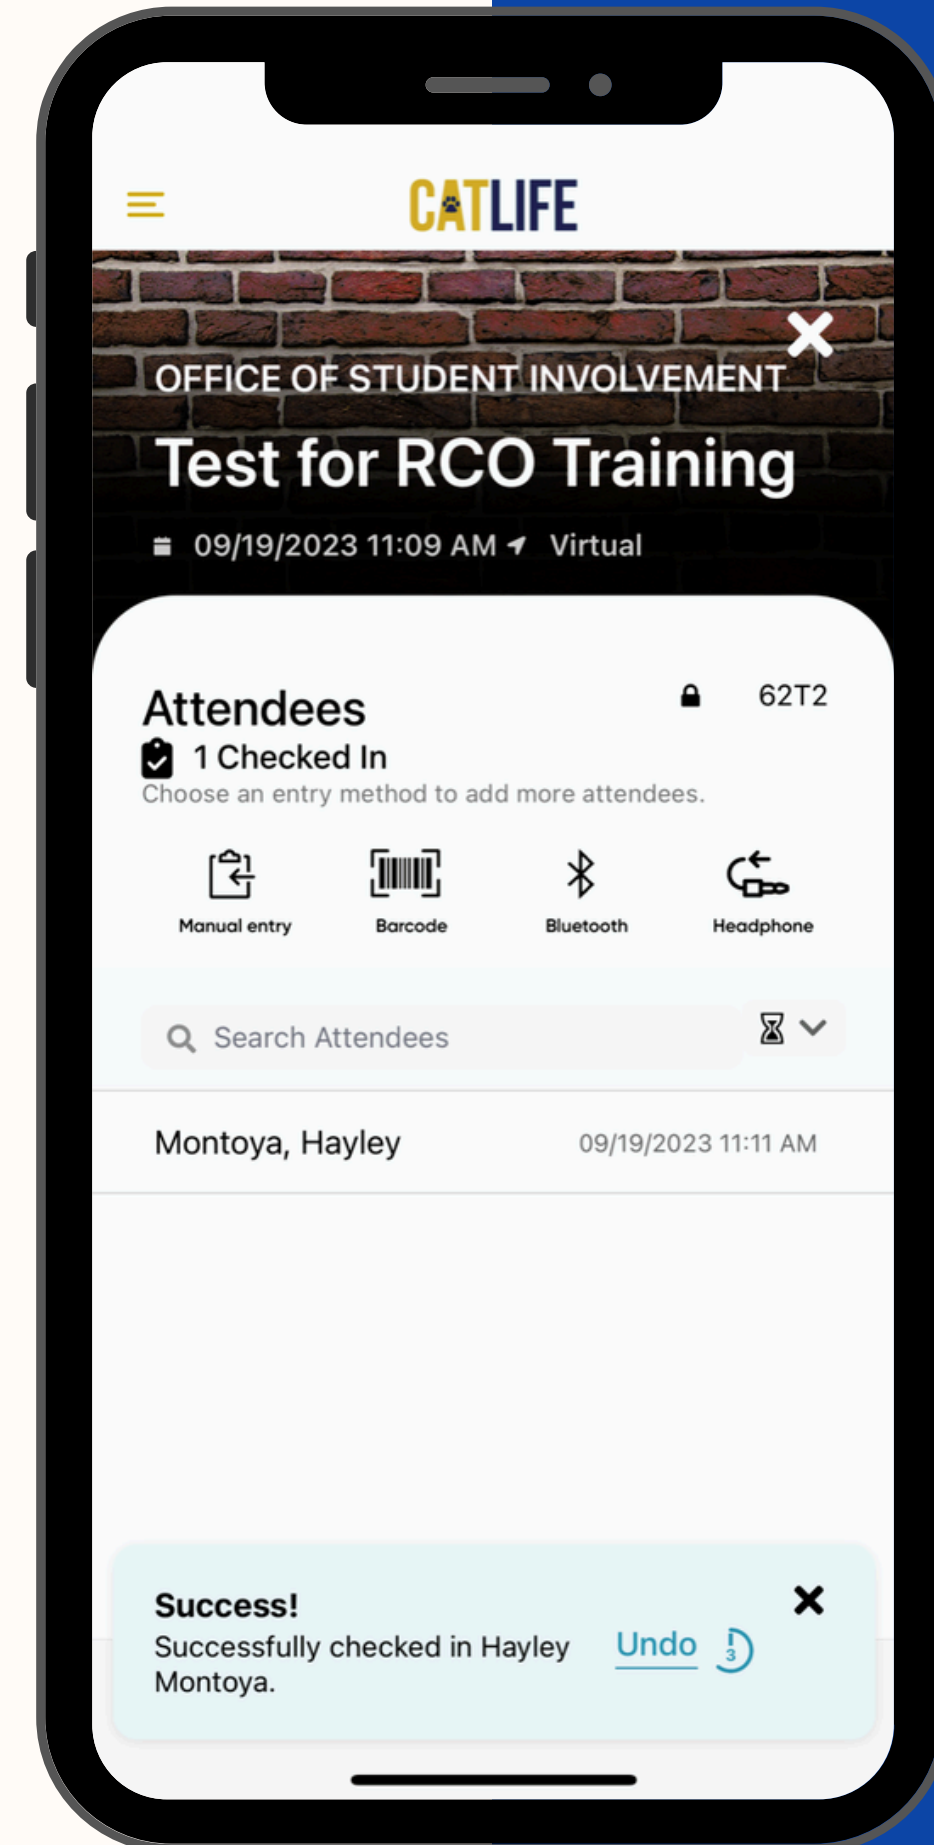 CATLIFE
OFFICE OF STUDENT INVOLVEMENT
Test for RCO Training
09/19/2023 11:09 AM Virtual
Attendees
62T2
1 Checked In
Choose an entry method to add more attendees.
Manual entry Barcode Bluetooth Headphone
Search Attendees
Montoya, Hayley 09/19/2023 11:11 AM
Success!
Successfully checked in Hayley
Montoya.
Undo 3